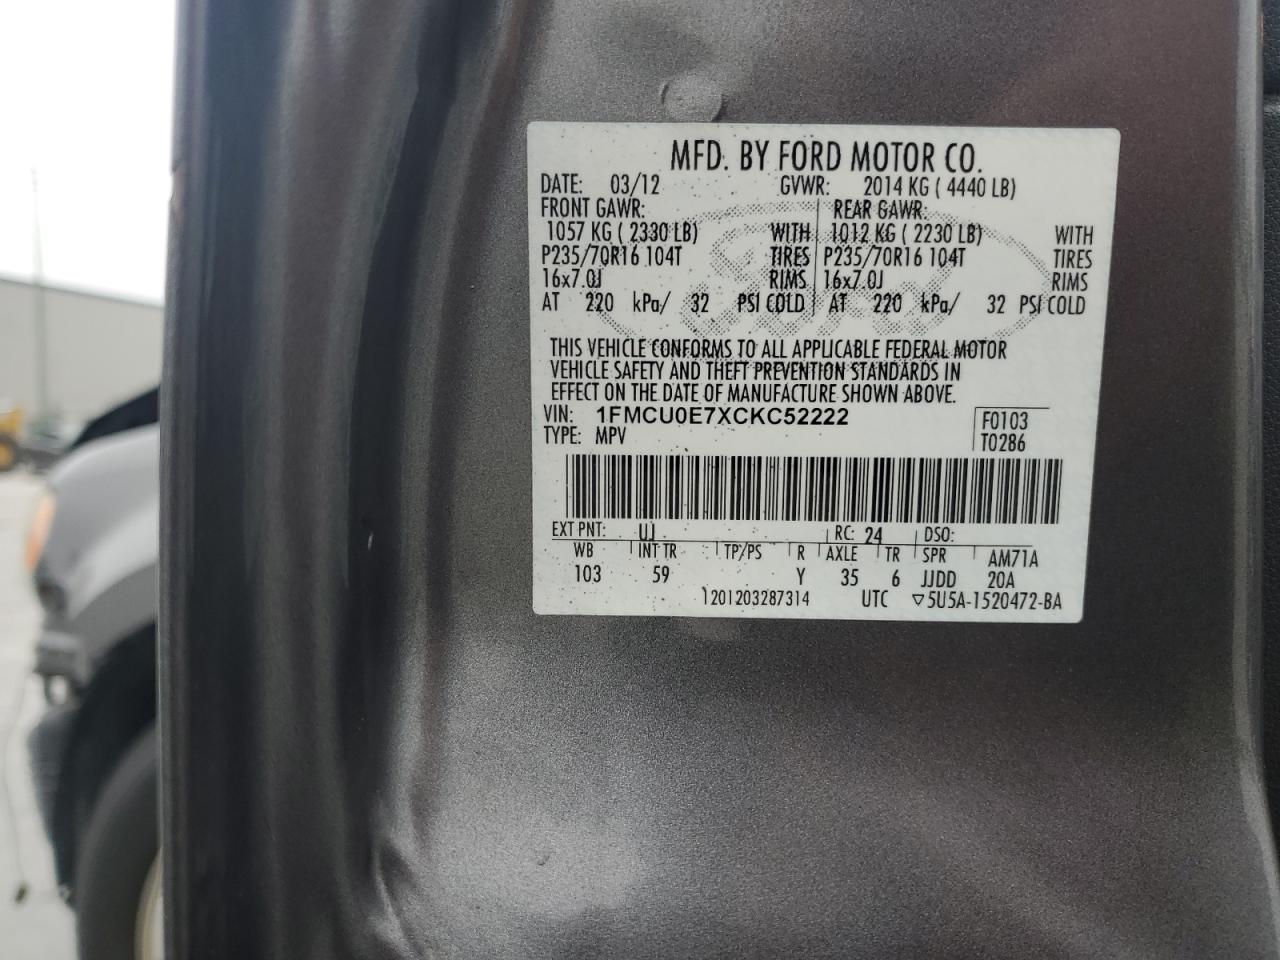 MFD. BY FORD MOTOR CO.
DATE: 03/12 GVWR: 2014 KG ( 4440 LB)
FRONT GAWR: REAR GAWR:
1057 KG ( 2330 LB) WITH 1012 KG ( 2230 LB) WITH
P235/70R16 104T TIRES P235/70R16 104T TIRES
16x7.0J RIMS 16x7.0J RIMS
AT 220 kPa/ 32 PSI COLD AT 220 kPa/ 32 PSI COLD
Ford
THIS VEHICLE CONFORMS TO ALL APPLICABLE FEDERAL MOTOR
VEHICLE SAFETY AND THEFT PREVENTION STANDARDS IN
EFFECT ON THE DATE OF MANUFACTURE SHOWN ABOVE.
VIN: 1FMCU0E7XCKC52222 F0103
TYPE: MPV T0286
EXT PNT: UJ RC: 24 DSO:
WB INT TR TP/PS R AXLE TR SPR AM71A
103 59 Y 35 6 JJDD 20A
1201203287314 UTC ▽5U5A-1520472-BA